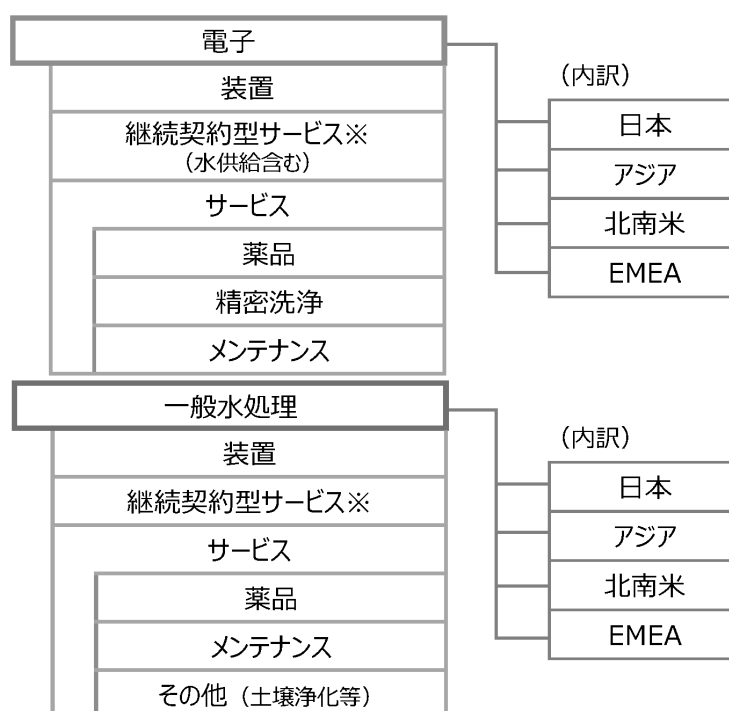 電子
装置
継続契約型サービス※
（水供給含む）
サービス
薬品
精密洗浄
メンテナンス
（内訳）
日本
アジア
北南米
EMEA
一般水処理
装置
継続契約型サービス※
サービス
薬品
メンテナンス
その他（土壌浄化等）
（内訳）
日本
アジア
北南米
EMEA